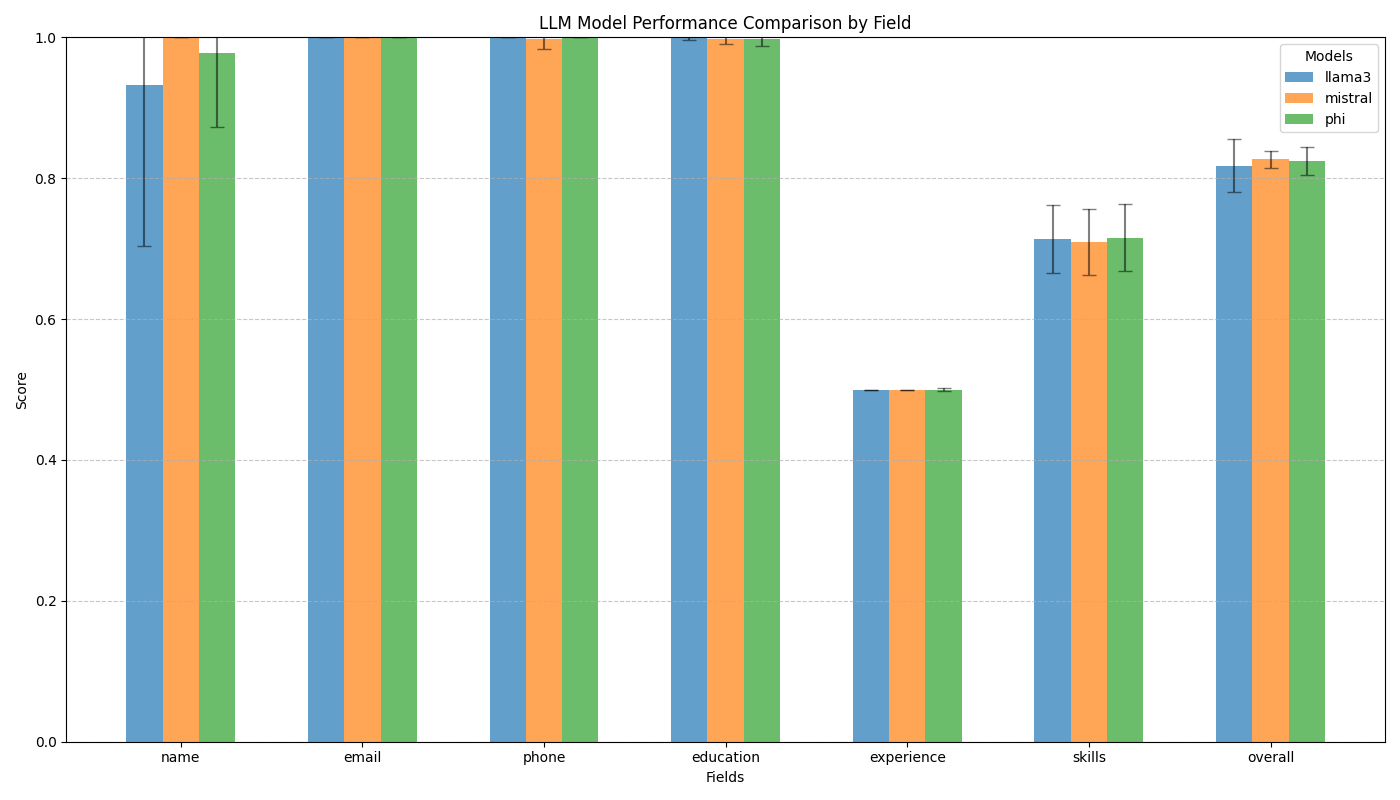 LLM Model Performance Comparison by Field
Models
llama3
mistral
phi
Score
1.0
0.8
0.6
0.4
0.2
0.0
name email phone education experience skills overall
Fields